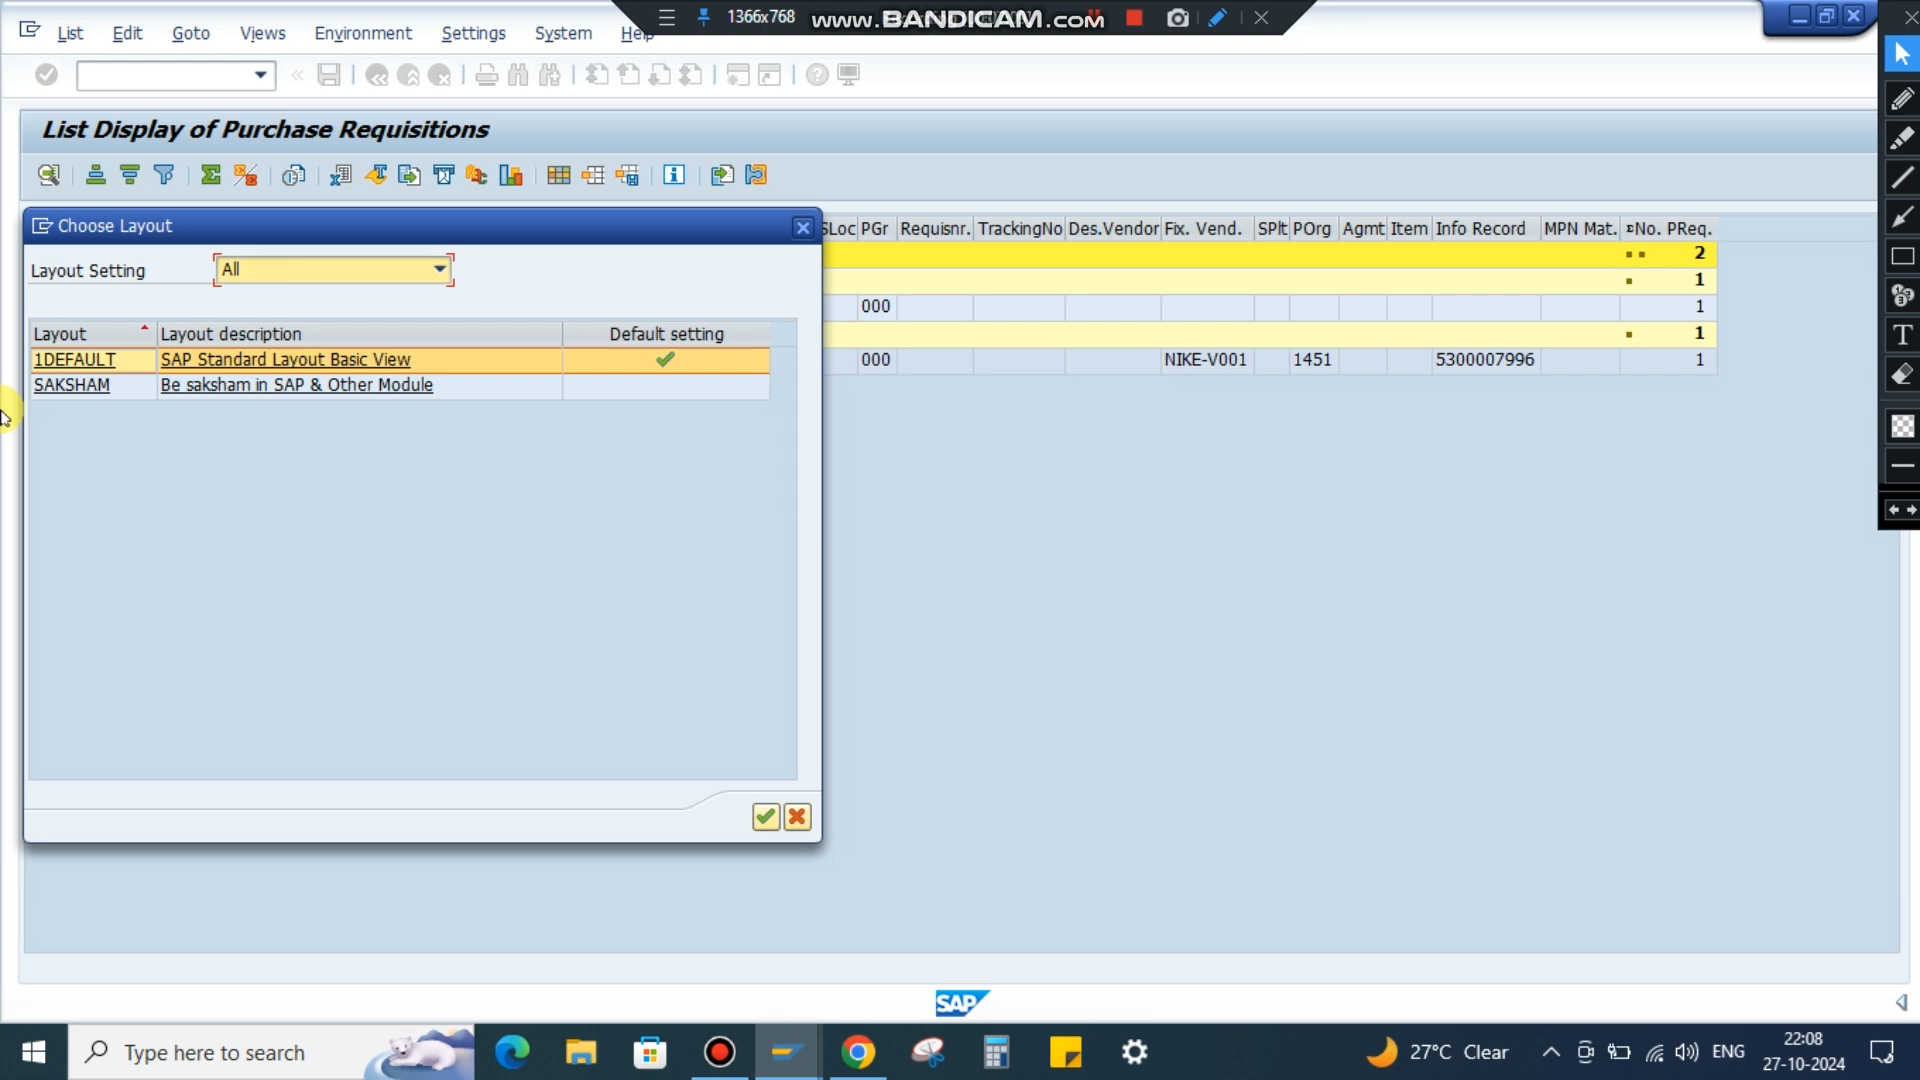 List Edit Goto Views Environment Settings System Help
1366x768 www.BANDICAM.com
List Display of Purchase Requisitions
Choose Layout
Layout Setting All
Layout Layout description Default setting
1DEFAULT SAP Standard Layout Basic View
SAKSHAM Be saksham in SAP & Other Module
SLoc PGr Requisnr. TrackingNo Des.Vendor Fix. Vend. SPlt POrg Agmt Item Info Record MPN Mat. ΣNo. PReq.
2
1
000 1
1
000 NIKE-V001 1451 5300007996 1
SAP
Type here to search
27°C Clear
ENG
22:08
27-10-2024